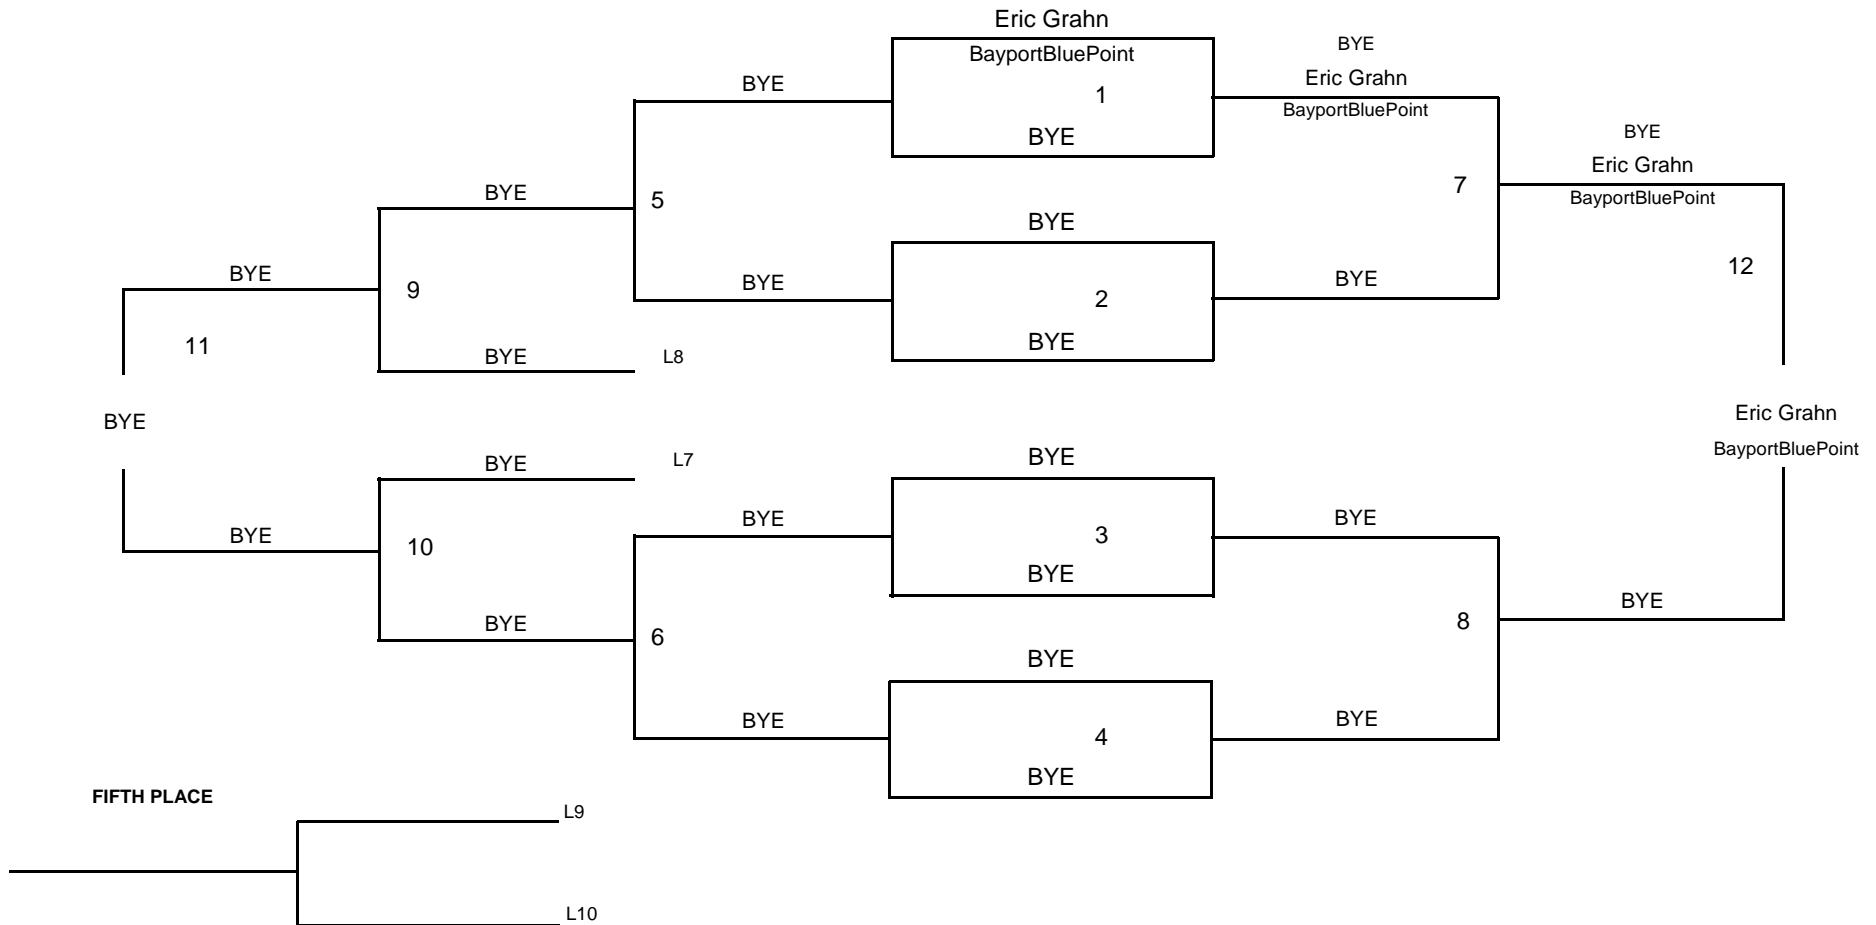 Eric Grahn
BYE
BayportBluePoint
Eric Grahn
BYE
1
BayportBluePoint
BYE
BYE
Eric Grahn
7
BYE
5
BayportBluePoint
BYE
12
BYE
BYE
BYE
9
2
BYE
11
BYE
L8
Eric Grahn
BYE
BayportBluePoint
BYE
L7
BYE
BYE
BYE
BYE
3
10
BYE
BYE
BYE
6
8
BYE
BYE
BYE
4
BYE
FIFTH PLACE
L9
L10